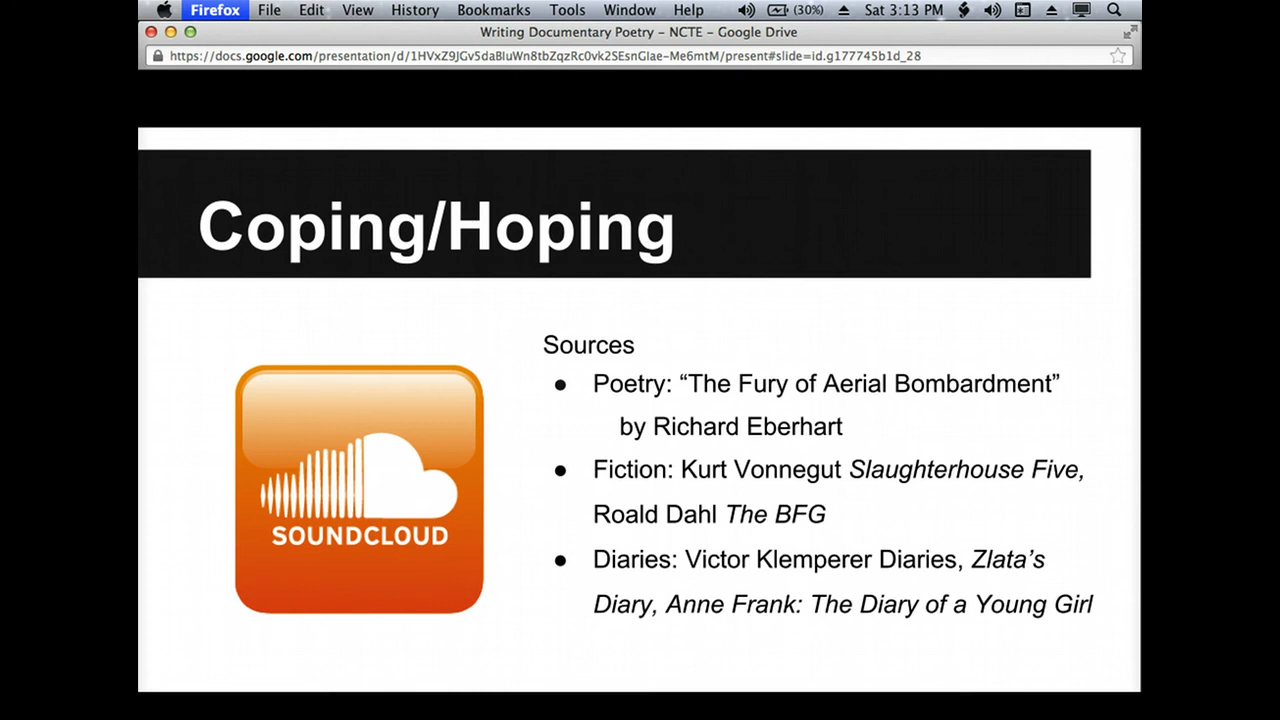 Firefox File Edit View History Bookmarks Tools Window Help (30%) Sat 3:13 PM
Writing Documentary Poetry – NCTE – Google Drive
https://docs.google.com/presentation/d/1HVxZ9JGv5daBluWn8tbZqzRc0vk2SEsnGIae-Me6mtM/present#slide=id.g177745b1d_28
Coping/Hoping
Sources
● Poetry: “The Fury of Aerial Bombardment”
by Richard Eberhart
● Fiction: Kurt Vonnegut Slaughterhouse Five,
Roald Dahl The BFG
● Diaries: Victor Klemperer Diaries, Zlata’s
Diary, Anne Frank: The Diary of a Young Girl
SOUNDCLOUD